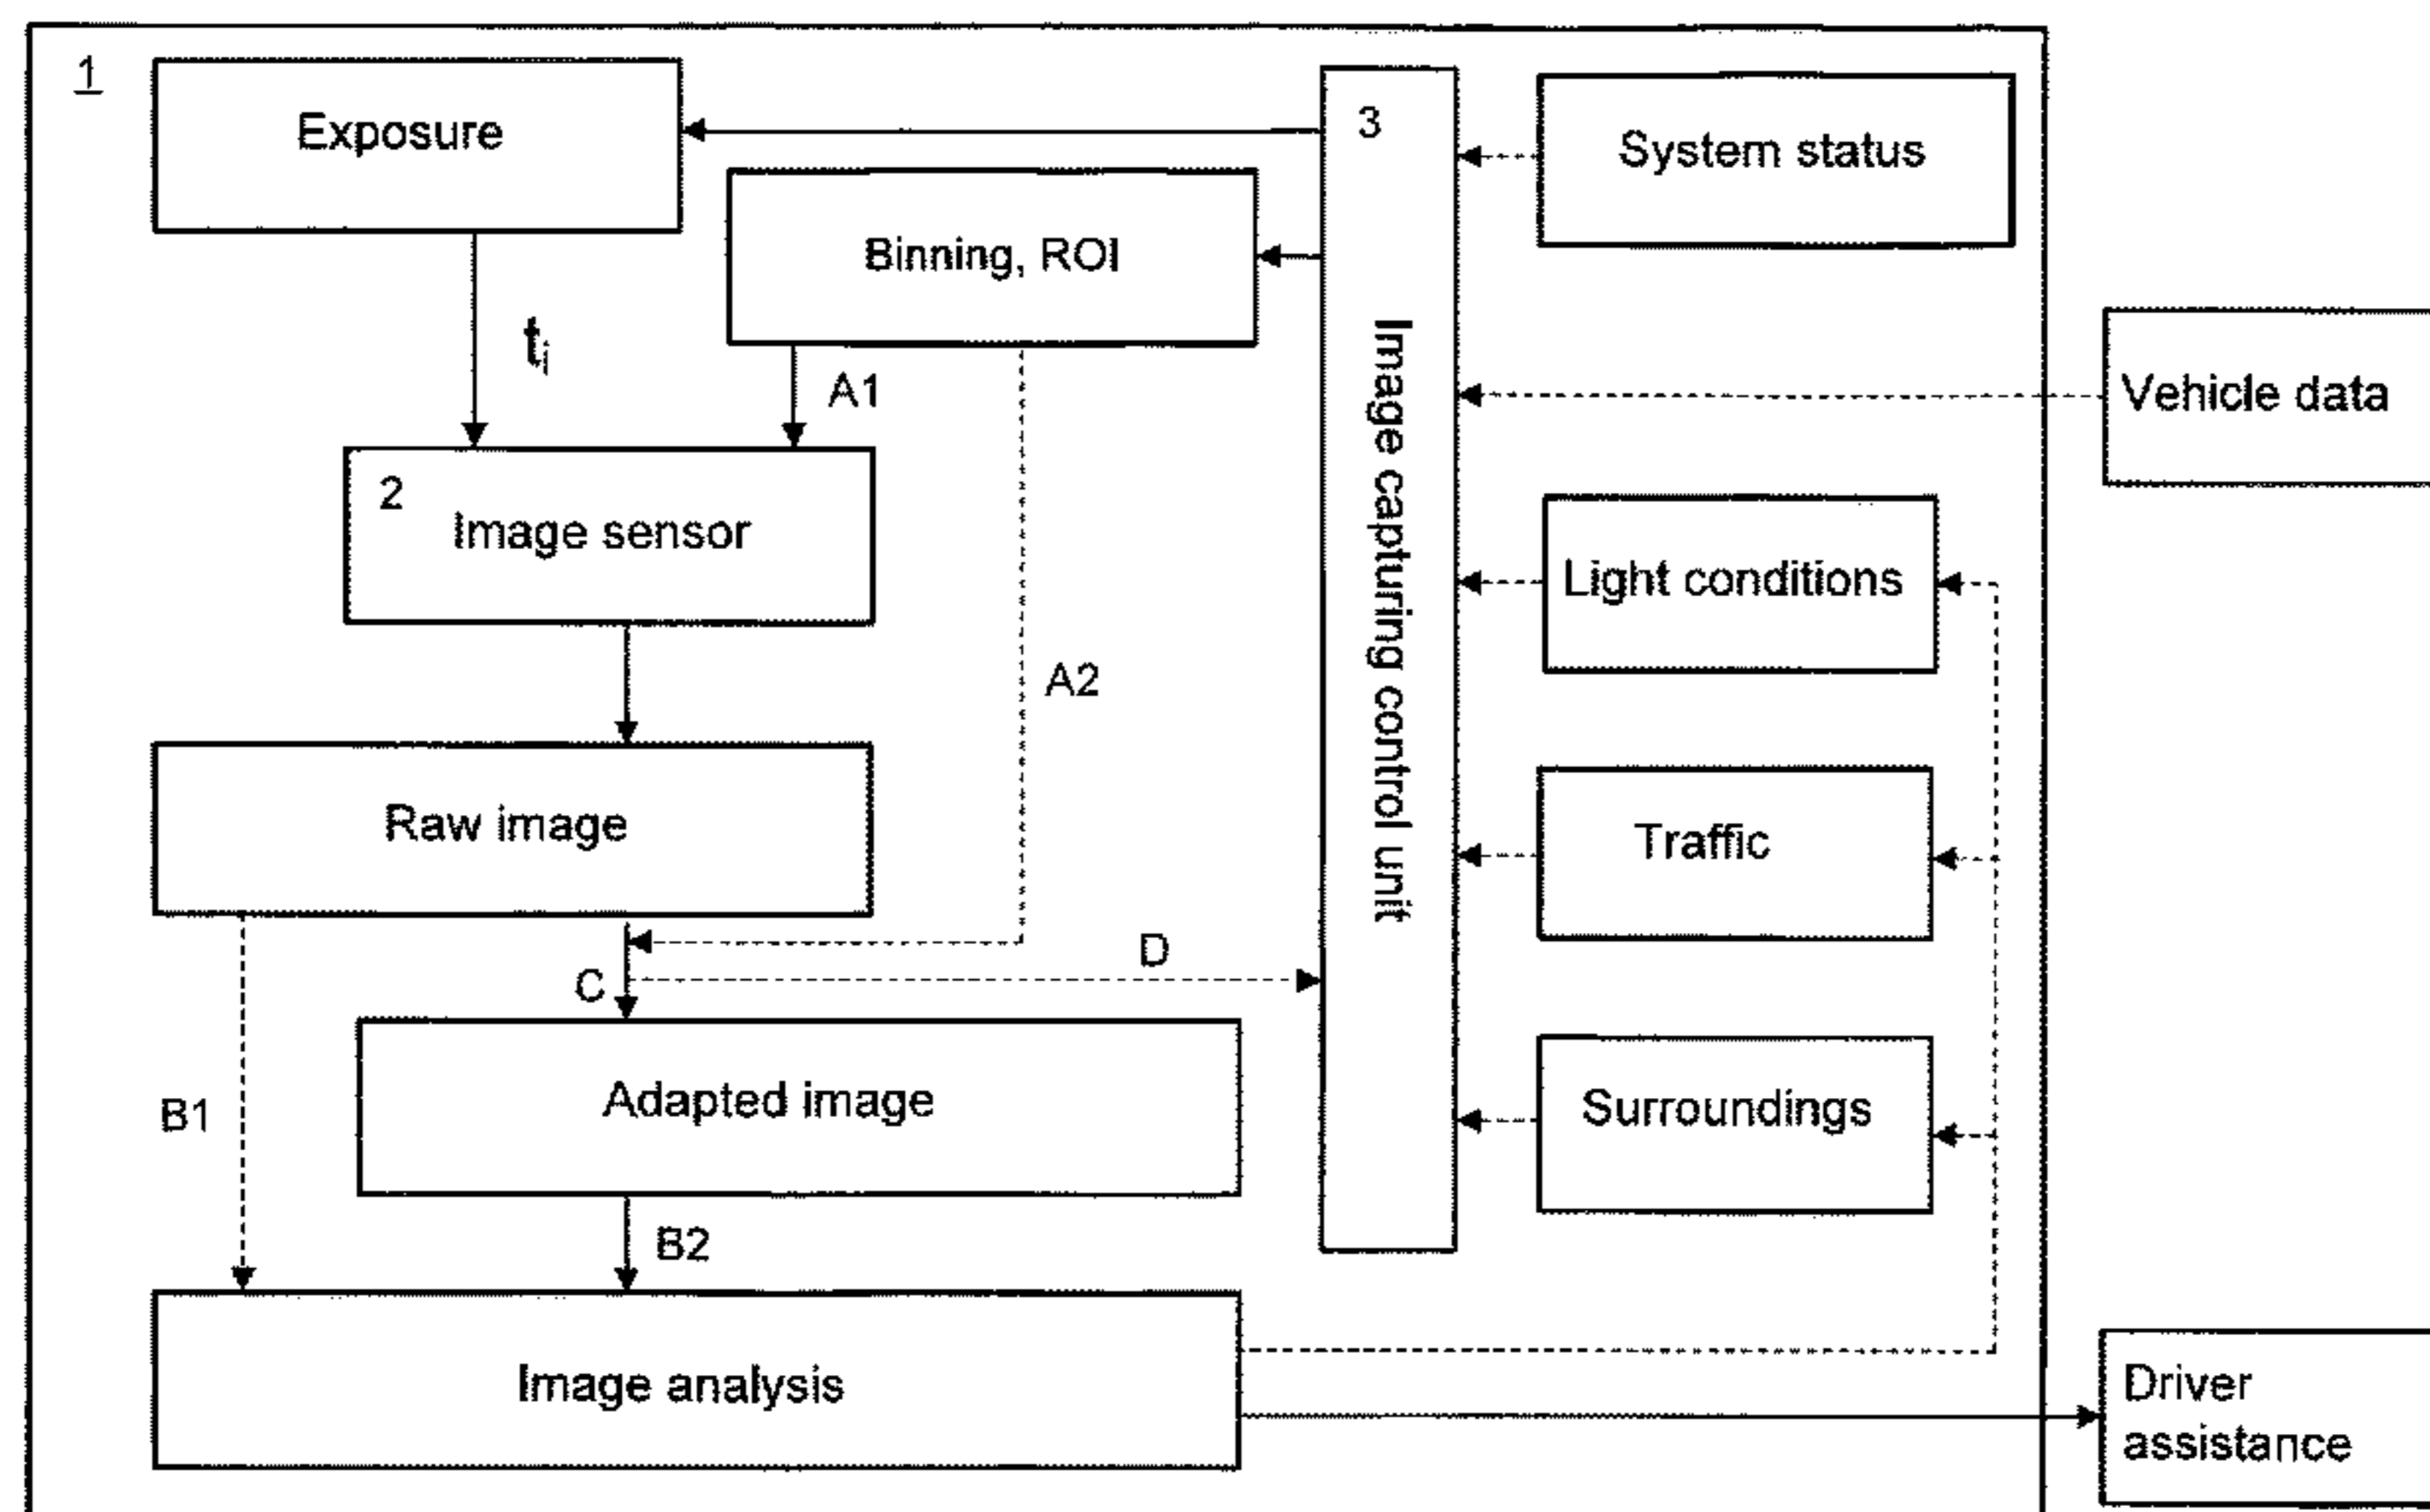 1
Exposure
3
System status
Binning, ROI
Vehicle data
tᵢ
A1
Image capturing control unit
2
Image sensor
Light conditions
A2
Raw image
Traffic
D
C
Adapted image
Surroundings
B1
B2
Image analysis
Driver
assistance